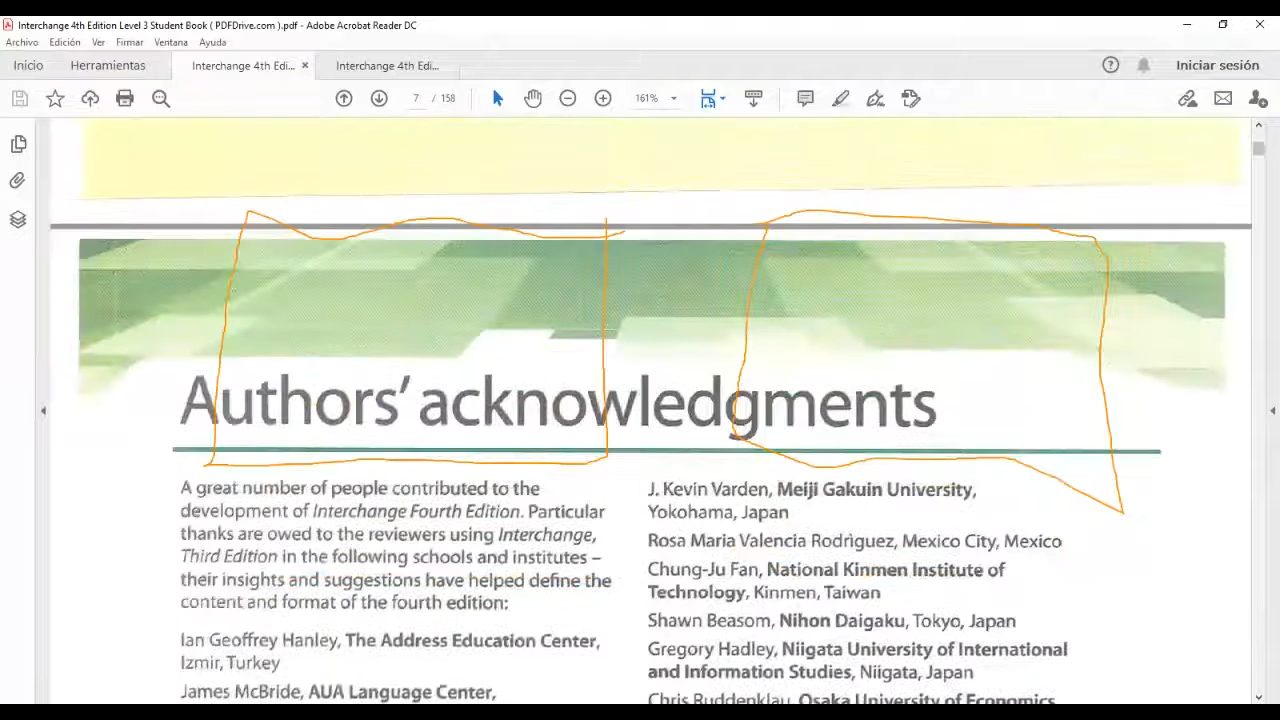 Interchange 4th Edition Level 3 Student Book ( PDFDrive.com ).pdf - Adobe Acrobat Reader DC
Archivo Edición Ver Firmar Ventana Ayuda
Inicio Herramientas Interchange 4th Edi... × Interchange 4th Edi... Iniciar sesión
7 / 158 161%
Authors' acknowledgments
A great number of people contributed to the
development of Interchange Fourth Edition. Particular
thanks are owed to the reviewers using Interchange,
Third Edition in the following schools and institutes –
their insights and suggestions have helped define the
content and format of the fourth edition:
Ian Geoffrey Hanley, The Address Education Center,
Izmir, Turkey
James McBride, AUA Language Center,
J. Kevin Varden, Meiji Gakuin University,
Yokohama, Japan
Rosa Maria Valencia Rodriguez, Mexico City, Mexico
Chung-Ju Fan, National Kinmen Institute of
Technology, Kinmen, Taiwan
Shawn Beasom, Nihon Daigaku, Tokyo, Japan
Gregory Hadley, Niigata University of International
and Information Studies, Niigata, Japan
Chris Ruddenklau, Osaka University of Economics